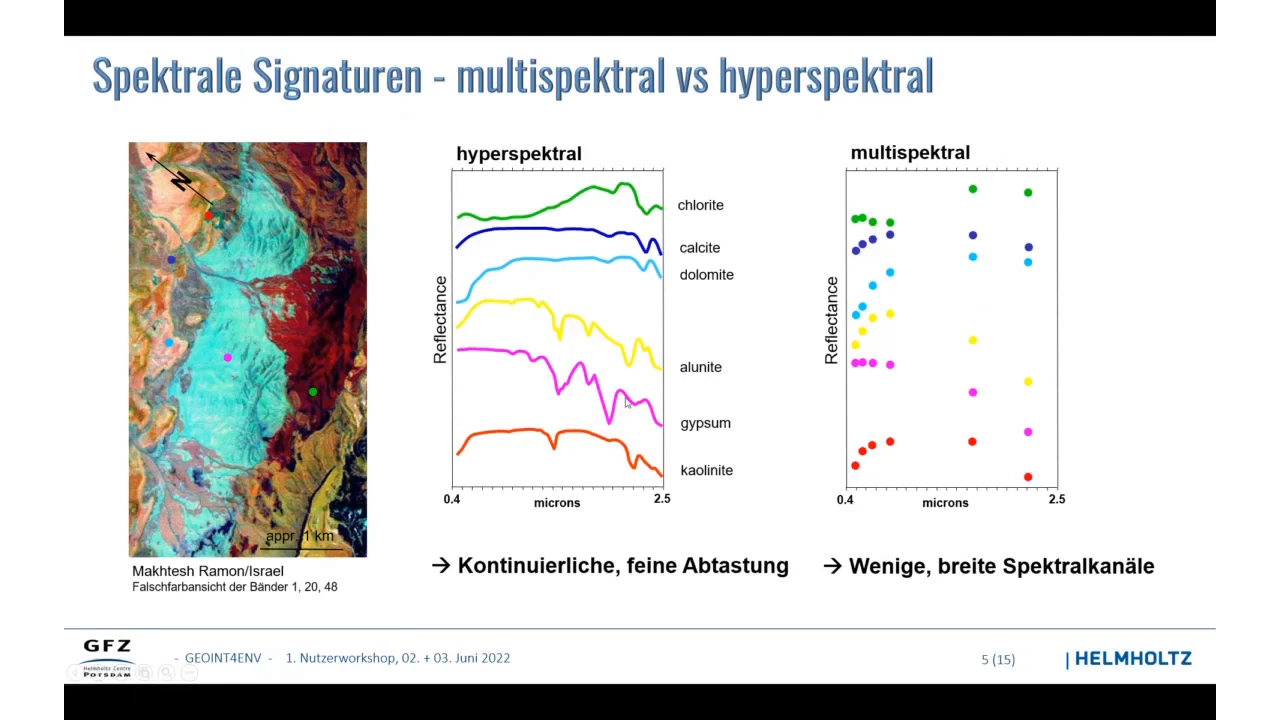 Spektrale Signaturen - multispektral vs hyperspektral
N
appr. 1 km
Makhtesh Ramon/Israel
Falschfarbansicht der Bänder 1, 20, 48
hyperspektral
Reflectance
chlorite
calcite
dolomite
alunite
gypsum
kaolinite
0.4
microns
2.5
→ Kontinuierliche, feine Abtastung
multispektral
Reflectance
0.4
microns
2.5
→ Wenige, breite Spektralkanäle
GFZ
Helmholtz Centre
POTSDAM
- GEOINT4ENV - 1. Nutzerworkshop, 02. + 03. Juni 2022
5 (15)
HELMHOLTZ